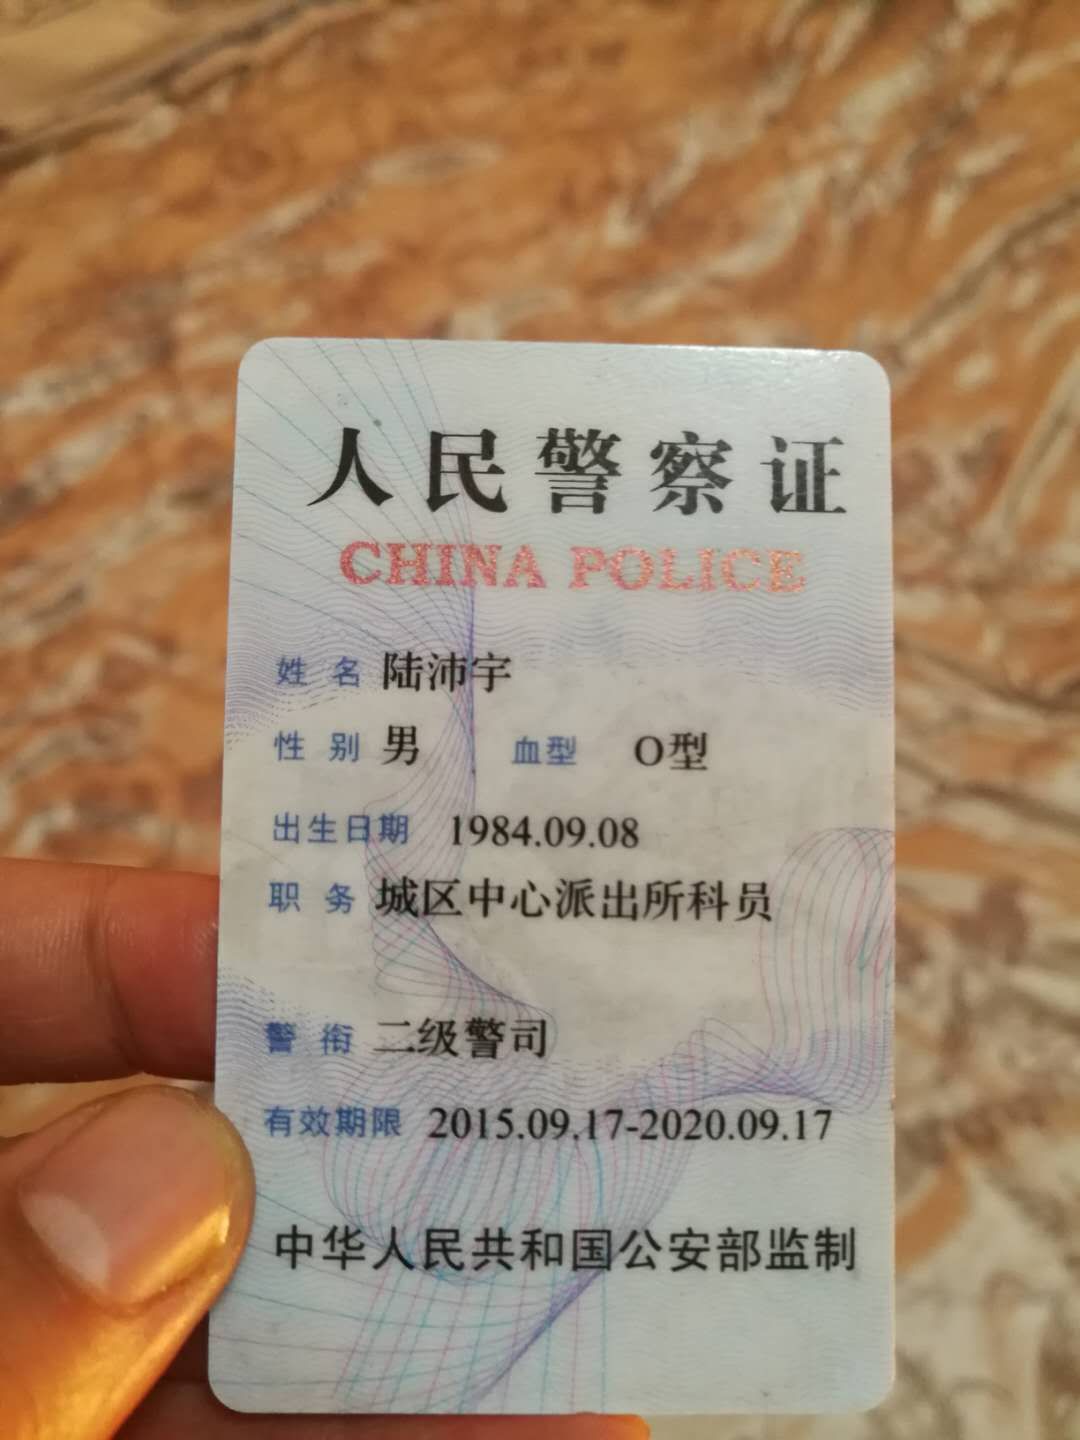 人民警察证
CHINA POLICE
姓 名 陆沛宇
性 别 男 血型 O型
出生日期 1984.09.08
职 务 城区中心派出所科员
警 衔 二级警司
有效期限 2015.09.17-2020.09.17
中华人民共和国公安部监制